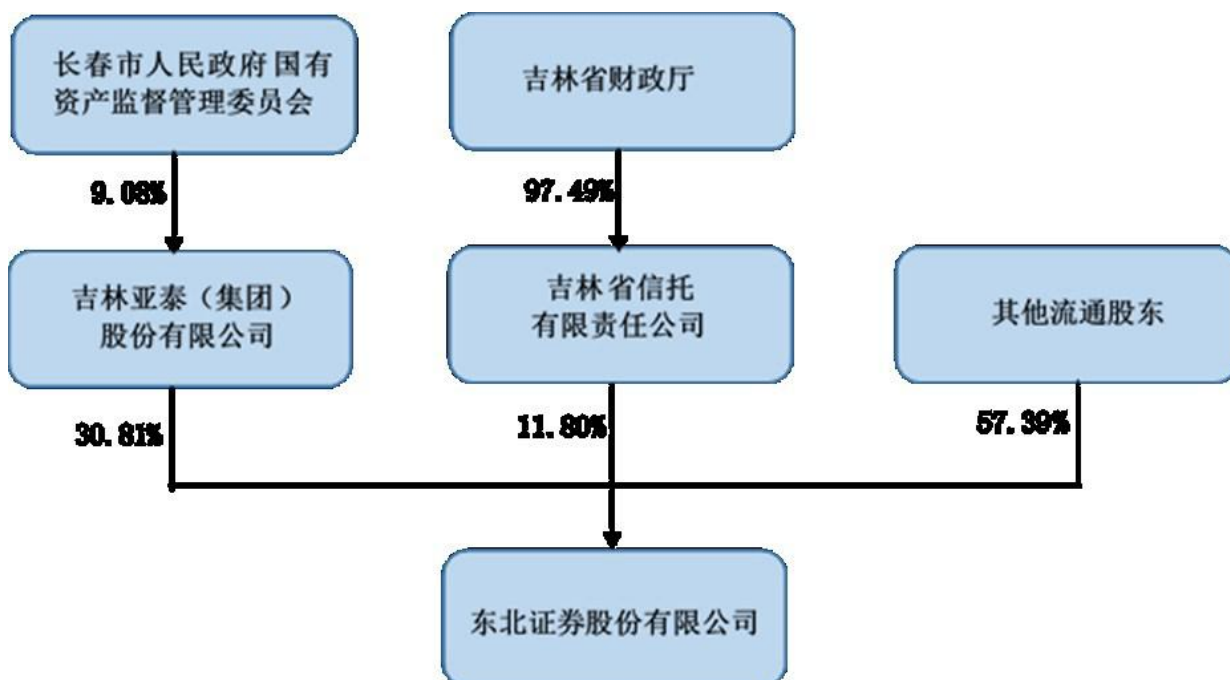 长春市人民政府国有
资产监督管理委员会
吉林省财政厅
9.08%
97.49%
吉林亚泰（集团）
股份有限公司
吉林省信托
有限责任公司
其他流通股东
30.81%
11.80%
57.39%
东北证券股份有限公司